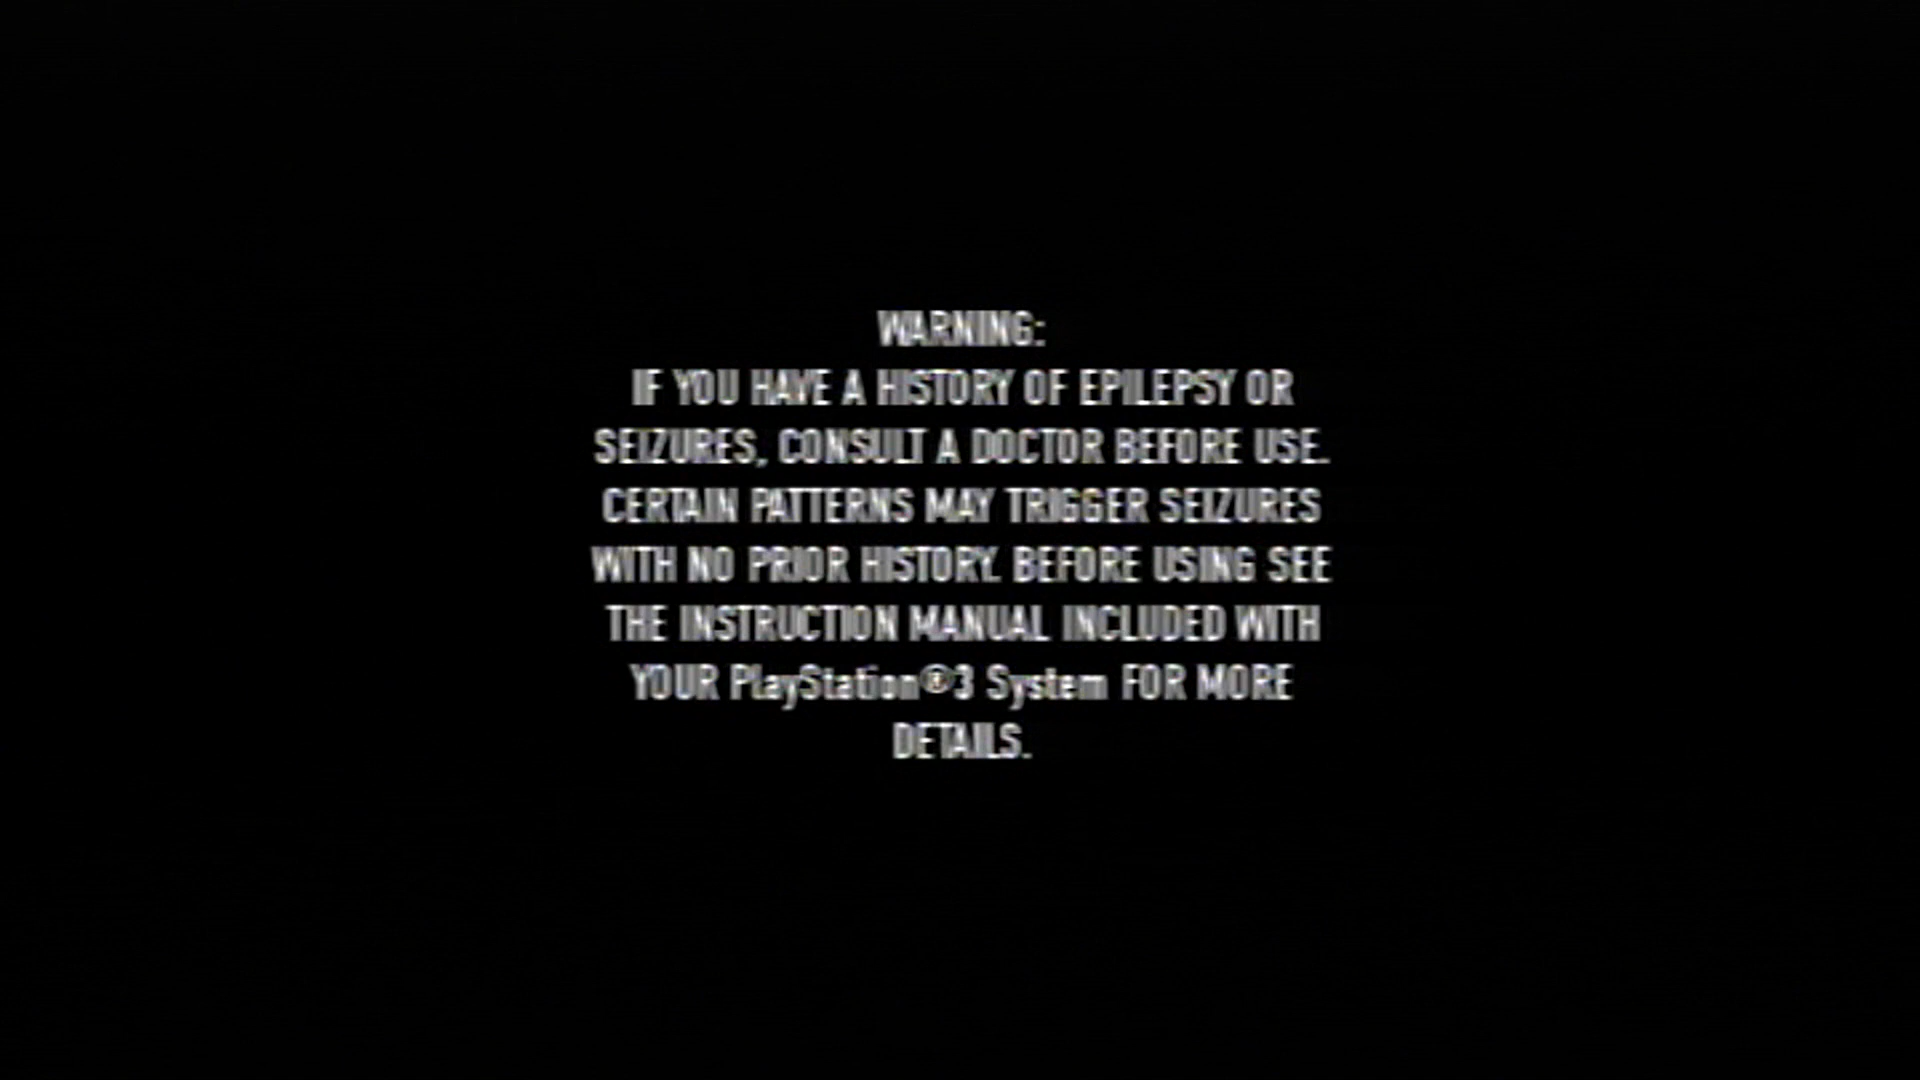 WARNING:
IF YOU HAVE A HISTORY OF EPILEPSY OR
SEIZURES, CONSULT A DOCTOR BEFORE USE.
CERTAIN PATTERNS MAY TRIGGER SEIZURES
WITH NO PRIOR HISTORY. BEFORE USING SEE
THE INSTRUCTION MANUAL INCLUDED WITH
YOUR PlayStation®3 System FOR MORE
DETAILS.